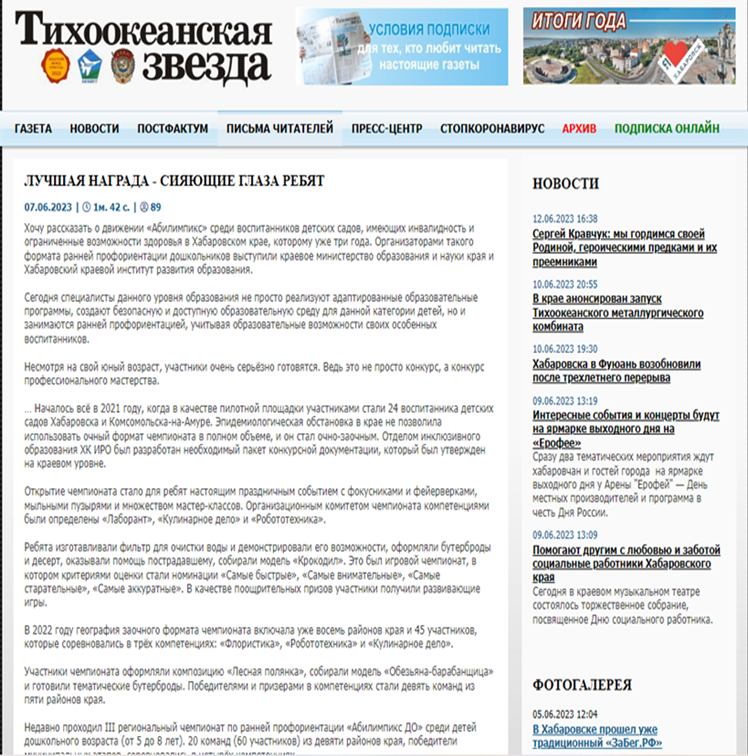 Тихоокеанская
звезда
УСЛОВИЯ ПОДПИСКИ
для тех, кто любит читать
настоящие газеты
ИТОГИ ГОДА
Я
ХАБАРОВСК
ГАЗЕТА НОВОСТИ ПОСТФАКТУМ ПИСЬМА ЧИТАТЕЛЕЙ ПРЕСС-ЦЕНТР СТОПКОРОНАВИРУС АРХИВ ПОДПИСКА ОНЛАЙН
ЛУЧШАЯ НАГРАДА - СИЯЮЩИЕ ГЛАЗА РЕБЯТ
07.06.2023 | 1м. 42 с. | 89
Хочу рассказать о движении «Абилимпикс» среди воспитанников детских садов, имеющих инвалидность и
ограниченные возможности здоровья в Хабаровском крае, которому уже три года. Организаторами такого
формата ранней профориентации дошкольников выступили краевое министерство образования и науки края и
Хабаровский краевой институт развития образования.
Сегодня специалисты данного уровня образования не просто реализуют адаптированные образовательные
программы, создают безопасную и доступную образовательную среду для данной категории детей, но и
занимаются ранней профориентацией, учитывая образовательные возможности своих особенных
воспитанников.
Несмотря на свой юный возраст, участники очень серьёзно готовятся. Ведь это не просто конкурс, а конкурс
профессионального мастерства.
... Началось всё в 2021 году, когда в качестве пилотной площадки участниками стали 24 воспитанника детских
садов Хабаровска и Комсомольска-на-Амуре. Эпидемиологическая обстановка в крае не позволила
использовать очный формат чемпионата в полном объеме, и он стал очно-заочным. Отделом инклюзивного
образования ХК ИРО был разработан необходимый пакет конкурсной документации, который был утвержден
на краевом уровне.
Открытие чемпионата стало для ребят настоящим праздничным событием с фокусниками и фейерверками,
мыльными пузырями и множеством мастер-классов. Организационным комитетом чемпионата компетенциями
были определены «Лаборант», «Кулинарное дело» и «Робототехника».
Ребята изготавливали фильтр для очистки воды и демонстрировали его возможности, оформляли бутерброды
и десерт, оказывали помощь пострадавшему, собирали модель «Крокодил». Это был игровой чемпионат, в
котором критериями оценки стали номинации «Самые быстрые», «Самые внимательные», «Самые
старательные», «Самые аккуратные». В качестве поощрительных призов участники получили развивающие
игры.
В 2022 году география заочного формата чемпионата включала уже восемь районов края и 45 участников,
которые соревновались в трёх компетенциях: «Флористика», «Робототехника» и «Кулинарное дело».
Участники чемпионата оформляли композицию «Лесная полянка», собирали модель «Обезьяна-барабанщица»
и готовили тематические бутерброды. Победителями и призерами в компетенциях стали девять команд из
пяти районов края.
Недавно проходил III региональный чемпионат по ранней профориентации «Абилимпикс ДО» среди детей
дошкольного возраста (от 5 до 8 лет). 20 команд (60 участников) из девяти районов края, победители
НОВОСТИ
12.06.2023 16:38
Сергей Кравчук: мы гордимся своей
Родиной, героическими предками и их
преемниками
10.06.2023 20:55
В крае анонсирован запуск
Тихоокеанского металлургического
комбината
10.06.2023 19:30
Хабаровска в Фуюань возобновили
после трехлетнего перерыва
09.06.2023 13:19
Интересные события и концерты будут
на ярмарке выходного дня на
«Ерофее»
Сразу два тематических мероприятия ждут
хабаровчан и гостей города на ярмарке
выходного дня у Арены "Ерофей" — День
местных производителей и программа в
честь Дня России.
09.06.2023 13:09
Помогают другим с любовью и заботой
социальные работники Хабаровского
края
Сегодня в краевом музыкальном театре
состоялось торжественное собрание,
посвященное Дню социального работника.
ФОТОГАЛЕРЕЯ
05.06.2023 12:04
В Хабаровске прошел уже
традиционный «ЗаБег.РФ»